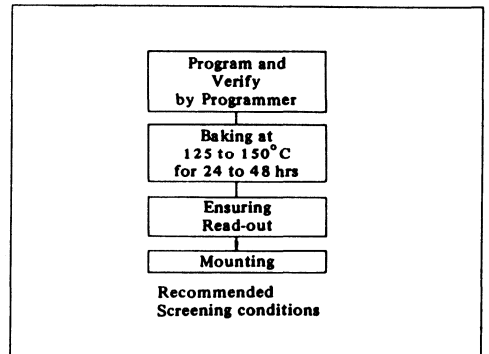 Program and
Verify
by Programmer
Baking at
125 to 150°C
for 24 to 48 hrs
Ensuring
Read-out
Mounting
Recommended
Screening conditions